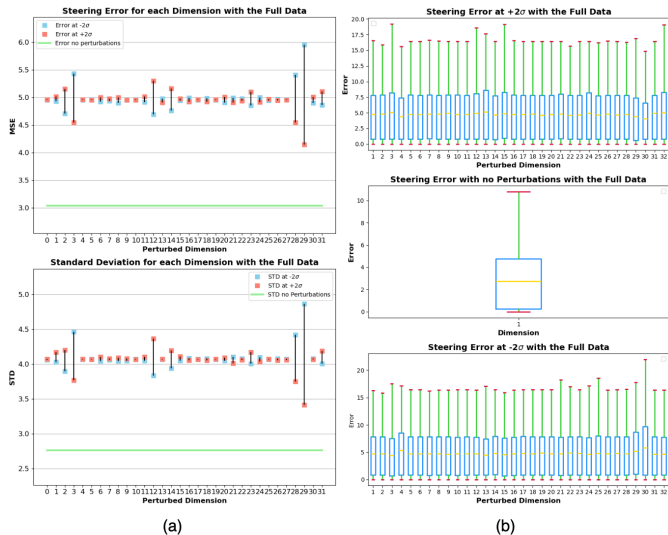 Steering Error for each Dimension with the Full Data
Error at -2σ
Error at +2σ
Error no perturbations
MSE
6.0
5.5
5.0
4.5
4.0
3.5
3.0
0 1 2 3 4 5 6 7 8 9 10 11 12 13 14 15 16 17 18 19 20 21 22 23 24 25 26 27 28 29 30 31
Perturbed Dimension
Standard Deviation for each Dimension with the Full Data
STD at -2σ
STD at +2σ
STD no Perturbations
STD
5.0
4.5
4.0
3.5
3.0
2.5
0 1 2 3 4 5 6 7 8 9 10 11 12 13 14 15 16 17 18 19 20 21 22 23 24 25 26 27 28 29 30 31
Perturbed Dimension
(a)
Steering Error at +2σ with the Full Data
Error
20.0
17.5
15.0
12.5
10.0
7.5
5.0
2.5
0.0
1 2 3 4 5 6 7 8 9 10 11 12 13 14 15 16 17 18 19 20 21 22 23 24 25 26 27 28 29 30 31 32
Perturbed Dimension
Steering Error with no Perturbations with the Full Data
Error
10
8
6
4
2
0
1
Dimension
Steering Error at -2σ with the Full Data
Error
20
15
10
5
0
1 2 3 4 5 6 7 8 9 10 11 12 13 14 15 16 17 18 19 20 21 22 23 24 25 26 27 28 29 30 31 32
Perturbed Dimension
(b)